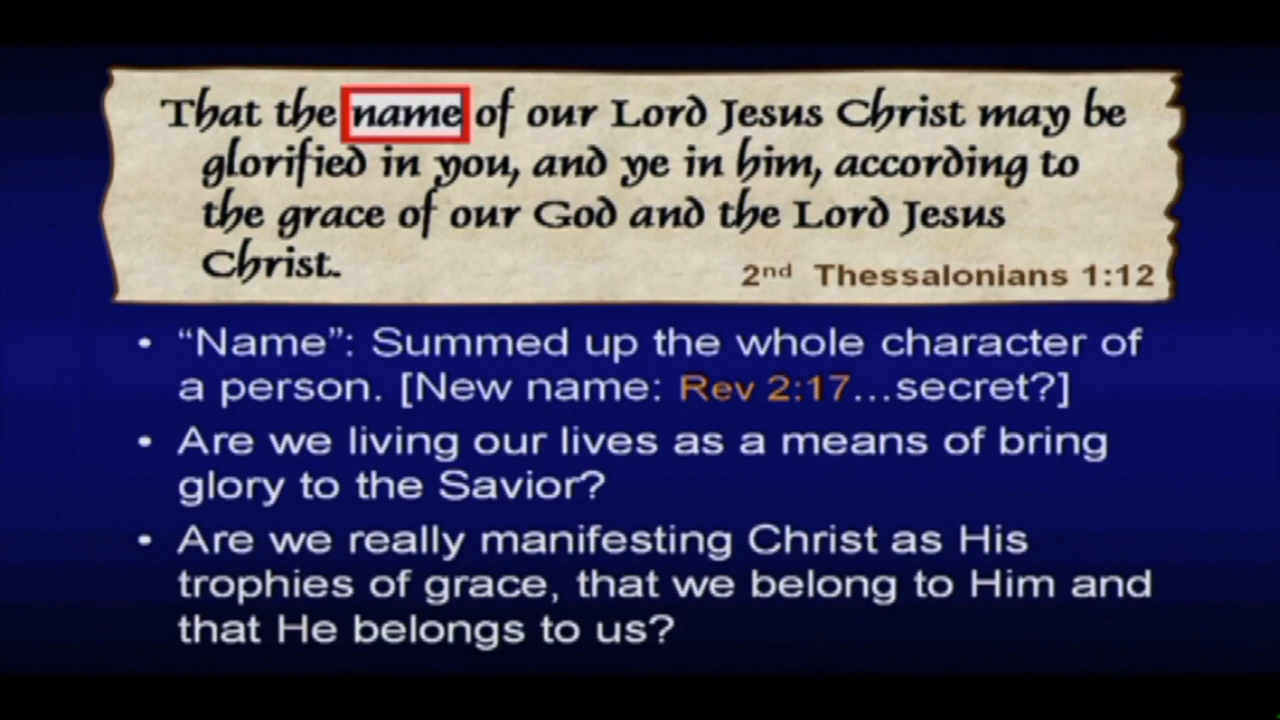 That the name of our Lord Jesus Christ may be
glorified in you, and ye in him, according to
the grace of our God and the Lord Jesus
Christ.
2nd Thessalonians 1:12
• “Name”: Summed up the whole character of
a person. [New name: Rev 2:17...secret?]
• Are we living our lives as a means of bring
glory to the Savior?
• Are we really manifesting Christ as His
trophies of grace, that we belong to Him and
that He belongs to us?